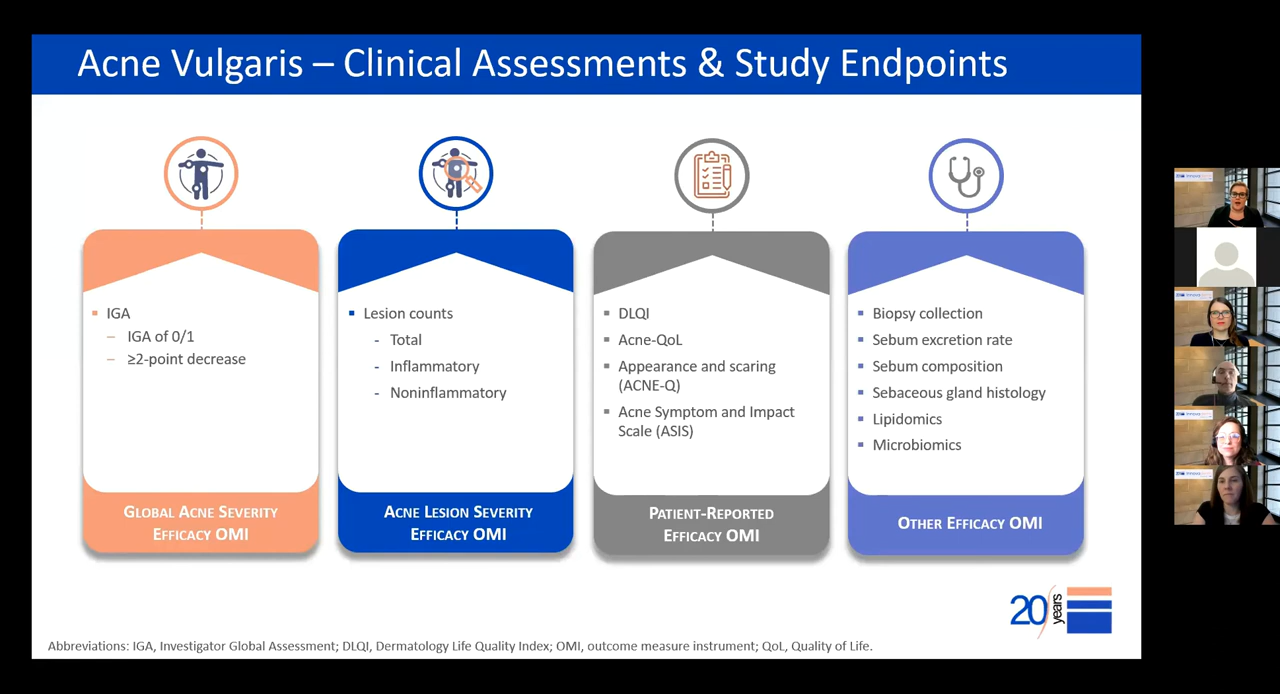 Acne Vulgaris – Clinical Assessments & Study Endpoints
IGA
IGA of 0/1
≥2-point decrease
GLOBAL ACNE SEVERITY
EFFICACY OMI
Lesion counts
Total
Inflammatory
Noninflammatory
ACNE LESION SEVERITY
EFFICACY OMI
DLQI
Acne-QoL
Appearance and scaring
(ACNE-Q)
Acne Symptom and Impact
Scale (ASIS)
PATIENT-REPORTED
EFFICACY OMI
Biopsy collection
Sebum excretion rate
Sebum composition
Sebaceous gland histology
Lipidomics
Microbiomics
OTHER EFFICACY OMI
20 years
Abbreviations: IGA, Investigator Global Assessment; DLQI, Dermatology Life Quality Index; OMI, outcome measure instrument; QoL, Quality of Life.